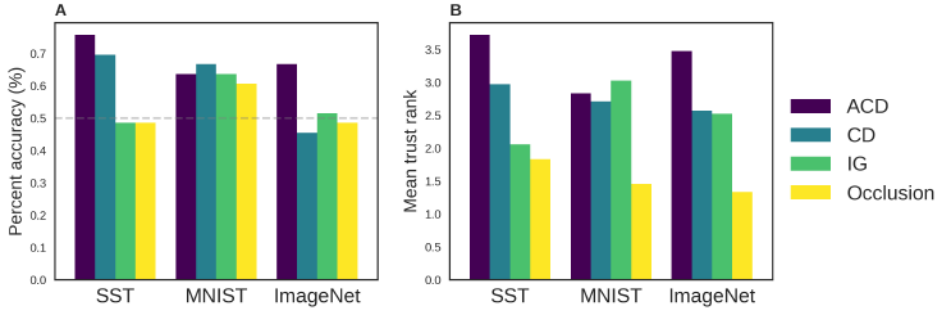 A
Percent accuracy (%)
0.7
0.6
0.5
0.4
0.3
0.2
0.1
0.0
SST
MNIST
ImageNet
B
Mean trust rank
3.5
3.0
2.5
2.0
1.5
1.0
0.5
0.0
SST
MNIST
ImageNet
ACD
CD
IG
Occlusion